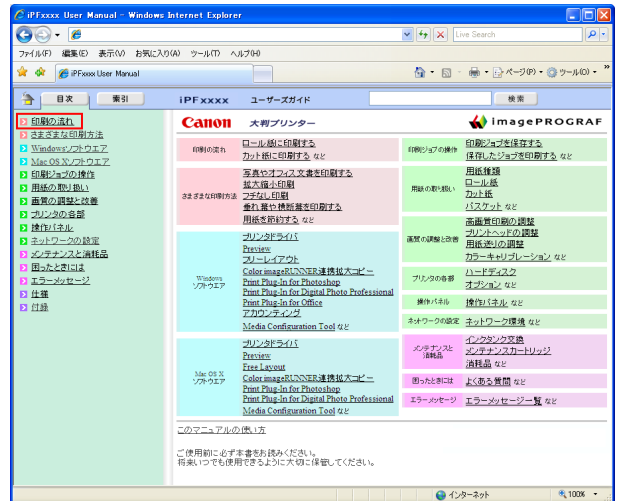 iPFxxxx User Manual - Windows Internet Explorer
Live Search
ファイル(F) 編集(E) 表示(V) お気に入り(A) ツール(T) ヘルプ(H)
iPFxxxx User Manual
ページ(P) ツール(O)
目次 索引 iPFxxxx ユーザーズガイド 検索
印刷の流れ
さまざまな印刷方法
Windowsソフトウエア
Mac OS Xソフトウエア
印刷ジョブの操作
用紙の取り扱い
画質の調整と改善
プリンタの各部
操作パネル
ネットワークの設定
メンテナンスと消耗品
困ったときには
エラーメッセージ
仕様
付録
Canon 大判プリンター imagePROGRAF
印刷の流れ
ロール紙に印刷する
カット紙に印刷する など
さまざまな印刷方法
写真やオフィス文書を印刷する
拡大縮小印刷
フチなし印刷
垂れ幕や横断幕を印刷する
用紙を節約する など
Windows
ソフトウエア
プリンタドライバ
Preview
フリーレイアウト
Color imageRUNNER連携拡大コピー
Print Plug-In for Photoshop
Print Plug-In for Digital Photo Professional
Print Plug-In for Office
アカウンティング
Media Configuration Tool など
Mac OS X
ソフトウエア
プリンタドライバ
Preview
Free Layout
Color imageRUNNER連携拡大コピー
Print Plug-In for Photoshop
Print Plug-In for Digital Photo Professional
Media Configuration Tool など
印刷ジョブの操作
印刷ジョブを保存する
保存したジョブを印刷する など
用紙の取り扱い
用紙種類
ロール紙
カット紙
バスケット など
画質の調整と改善
高画質印刷の調整
プリントヘッドの調整
用紙送りの調整
カラーキャリブレーション など
プリンタの各部
ハードディスク
オプション など
操作パネル
操作パネル など
ネットワークの設定
ネットワーク環境 など
メンテナンスと
消耗品
インクタンク交換
メンテナンスカートリッジ
消耗品 など
困ったときには
よくある質問 など
エラーメッセージ
エラーメッセージ一覧 など
このマニュアルの使い方
ご使用前に必ず本書をお読みください。
将来いつでも使用できるように大切に保管してください。
インターネット 100%